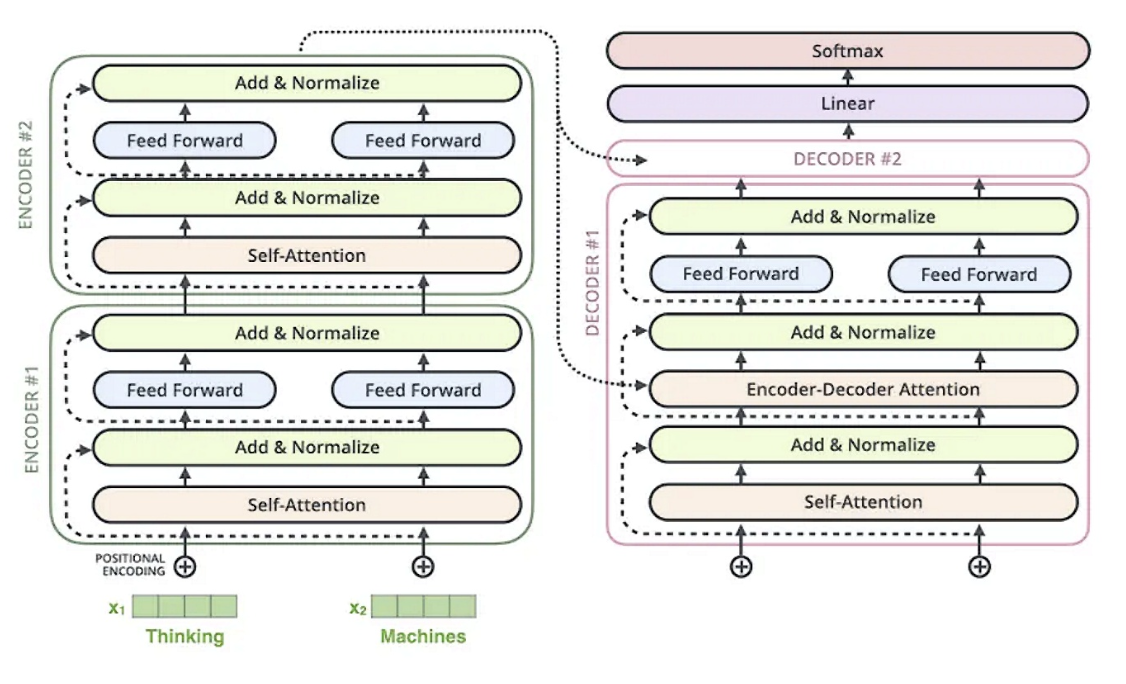 ENCODER #2
Add & Normalize
Feed Forward
Feed Forward
Add & Normalize
Self-Attention
ENCODER #1
Add & Normalize
Feed Forward
Feed Forward
Add & Normalize
Self-Attention
POSITIONAL
ENCODING
x1
x2
Thinking
Machines
Softmax
Linear
DECODER #2
DECODER #1
Add & Normalize
Feed Forward
Feed Forward
Add & Normalize
Encoder-Decoder Attention
Add & Normalize
Self-Attention